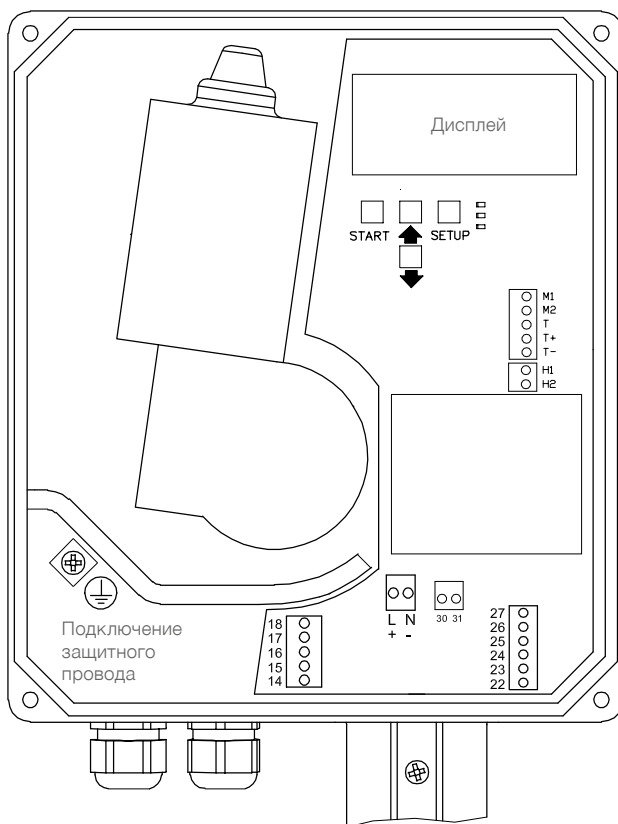 Дисплей
START
SETUP
M1
M2
T
T+
T-
H1
H2
L N
+ -
30 31
27
26
25
24
23
22
18
17
16
15
14
Подключение
защитного
провода